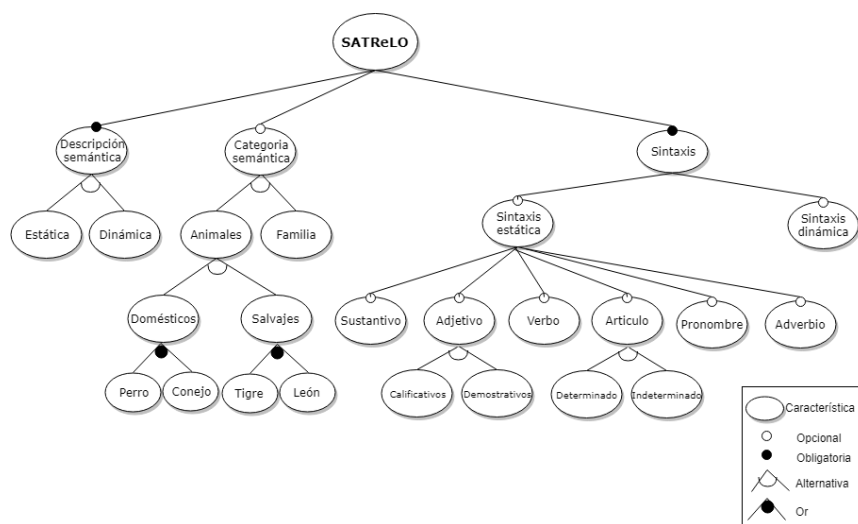 SATReLO
Descripción
semántica
Categoria
semántica
Sintaxis
Estática
Dinámica
Animales
Familia
Sintaxis
estática
Sintaxis
dinámica
Domésticos
Salvajes
Sustantivo
Adjetivo
Verbo
Articulo
Pronombre
Adverbio
Perro
Conejo
Tigre
León
Calificativos
Demostrativos
Determinado
Indeterminado
Característica
Opcional
Obligatoria
Alternativa
Or